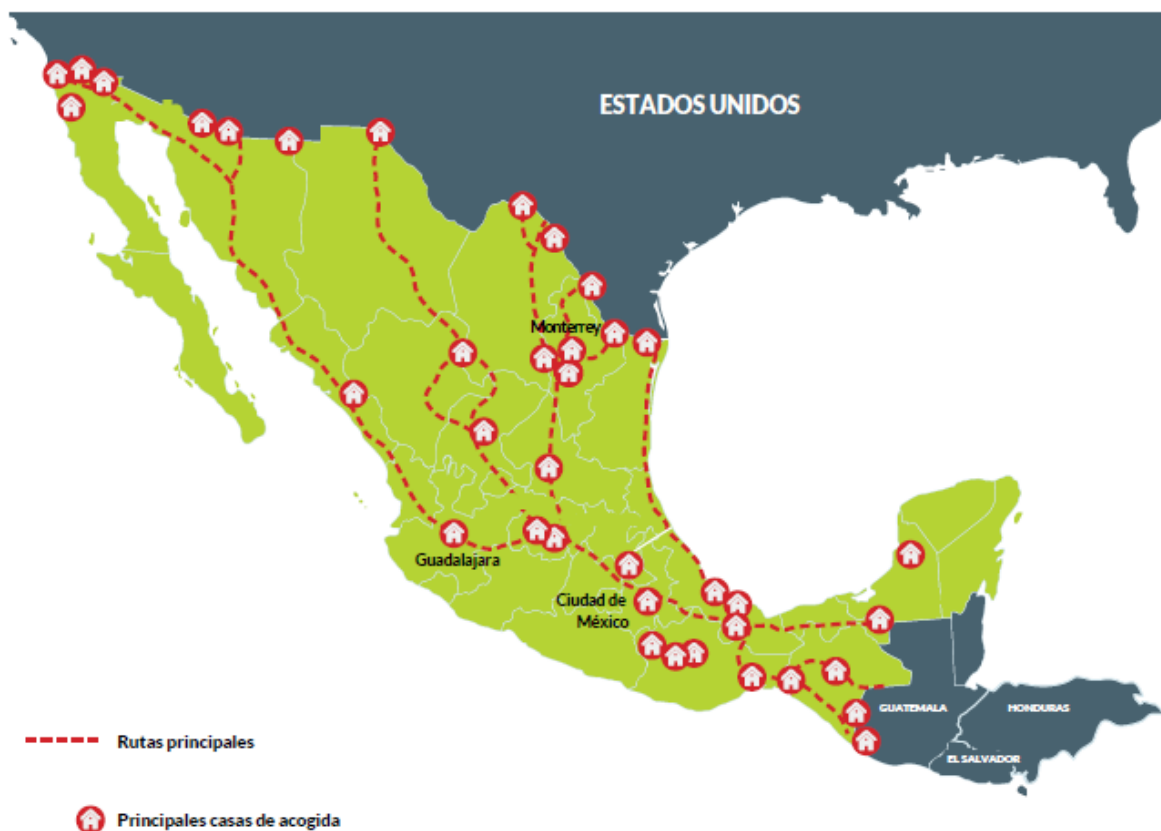 ESTADOS UNIDOS
Monterrey
Guadalajara
Ciudad de
México
GUATEMALA
HONDURAS
EL SALVADOR
Rutas principales
Principales casas de acogida